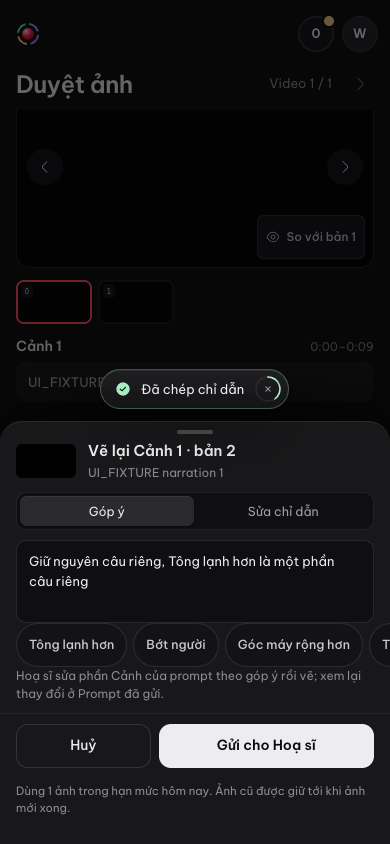 0
W
Duyệt ảnh
Video 1 / 1
So với bản 1
0
1
Cảnh 1
0:00–0:09
UI_FIXTURE
Đã chép chỉ dẫn
Vẽ lại Cảnh 1 · bản 2
UI_FIXTURE narration 1
Góp ý
Sửa chỉ dẫn
Giữ nguyên câu riêng, Tông lạnh hơn là một phần
câu riêng
Tông lạnh hơn
Bớt người
Góc máy rộng hơn
T
Hoạ sĩ sửa phần Cảnh của prompt theo góp ý rồi vẽ; xem lại
thay đổi ở Prompt đã gửi.
Huỷ
Gửi cho Hoạ sĩ
Dùng 1 ảnh trong hạn mức hôm nay. Ảnh cũ được giữ tới khi ảnh
mới xong.